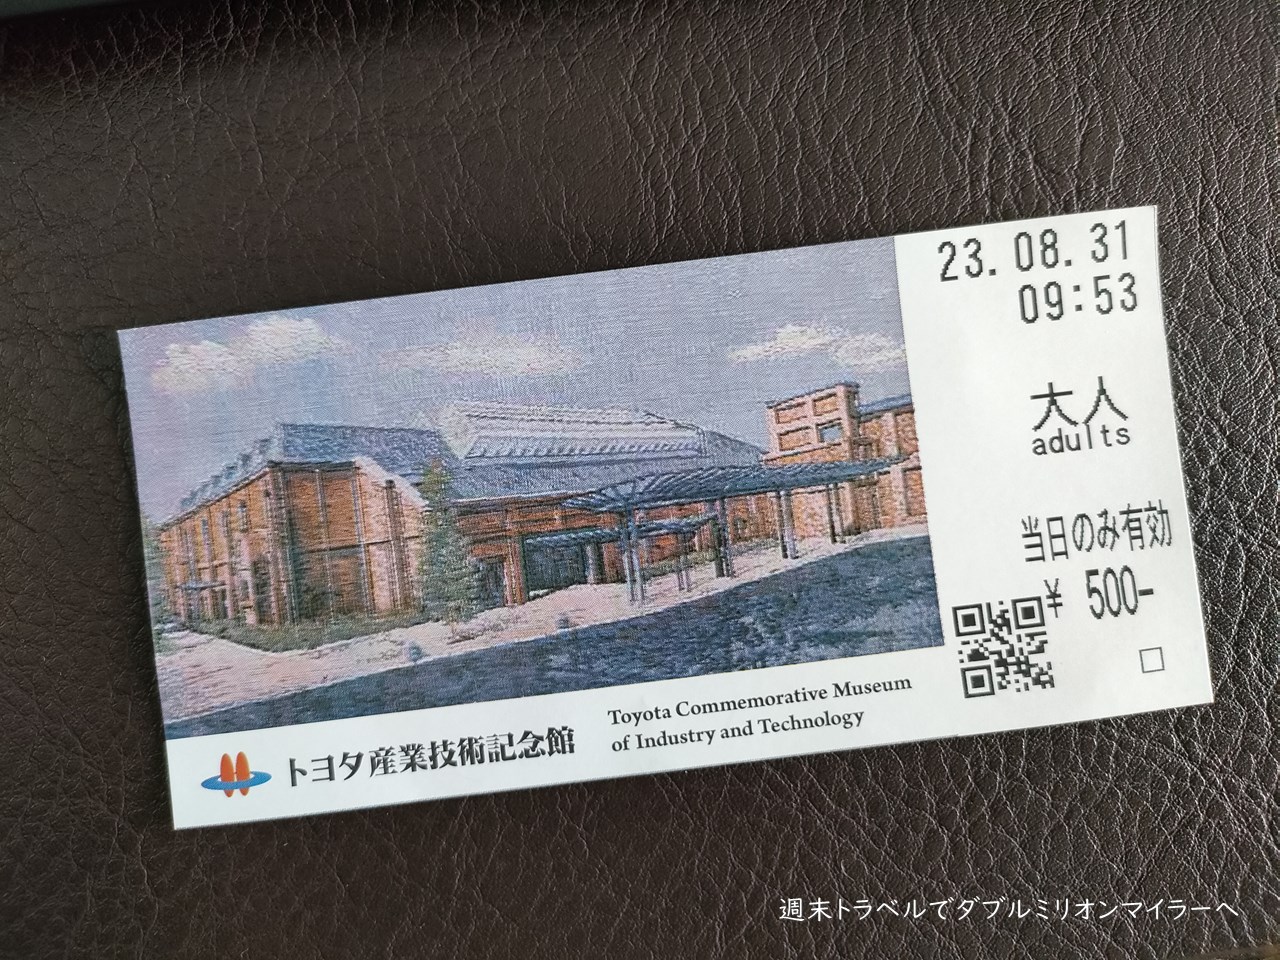 23.08.31
09:53
大人
adults
当日のみ有効
¥ 500-
トヨタ産業技術記念館
Toyota Commemorative Museum
of Industry and Technology
週末トラベルでダブルミリオンマイラーへ